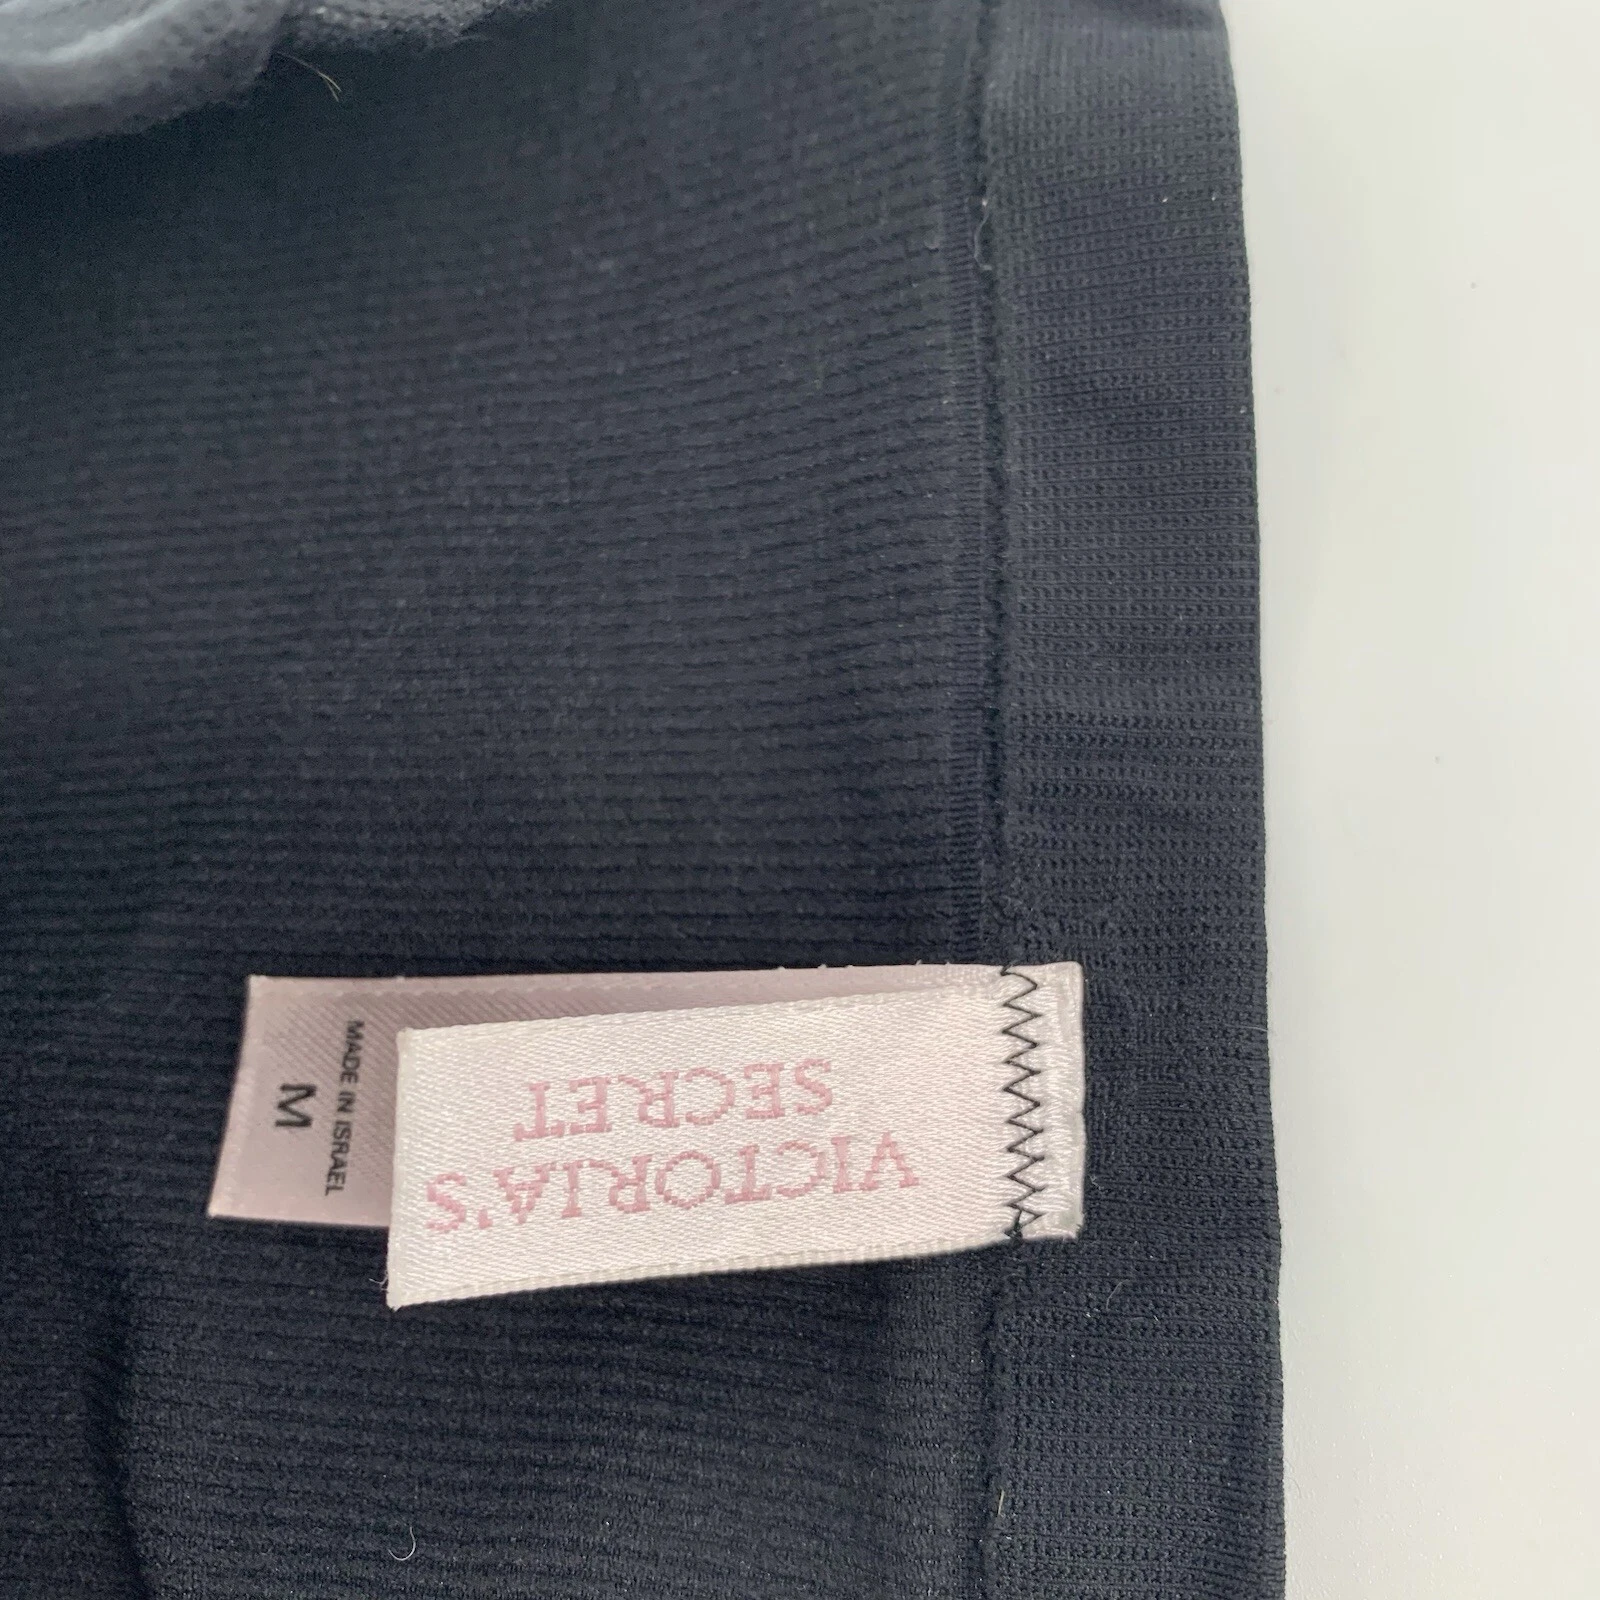 VICTORIA'S
SECRET
MADE IN ISRAEL
M